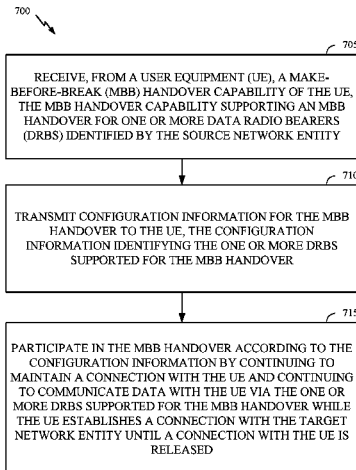 700
705
RECEIVE, FROM A USER EQUIPMENT (UE), A MAKE-
BEFORE-BREAK (MBB) HANDOVER CAPABILITY OF THE UE,
THE MBB HANDOVER CAPABILITY SUPPORTING AN MBB
HANDOVER FOR ONE OR MORE DATA RADIO BEARERS
(DRBS) IDENTIFIED BY THE SOURCE NETWORK
ENTITY
710
TRANSMIT CONFIGURATION INFORMATION FOR THE MBB
HANDOVER TO THE UE, THE CONFIGURATION
INFORMATION IDENTIFYING THE ONE OR MORE DRBS
SUPPORTED FOR THE MBB HANDOVER
715
PARTICIPATE IN THE MBB HANDOVER ACCORDING TO THE
CONFIGURATION INFORMATION BY CONTINUING TO
MAINTAIN A CONNECTION WITH THE UE AND CONTINUING
TO COMMUNICATE DATA WITH THE UE VIA THE ONE OR
MORE DRBS SUPPORTED FOR THE MBB HANDOVER WHILE
THE UE ESTABLISHES A CONNECTION WITH THE TARGET
NETWORK ENTITY UNTIL A CONNECTION WITH THE UE IS
RELEASED